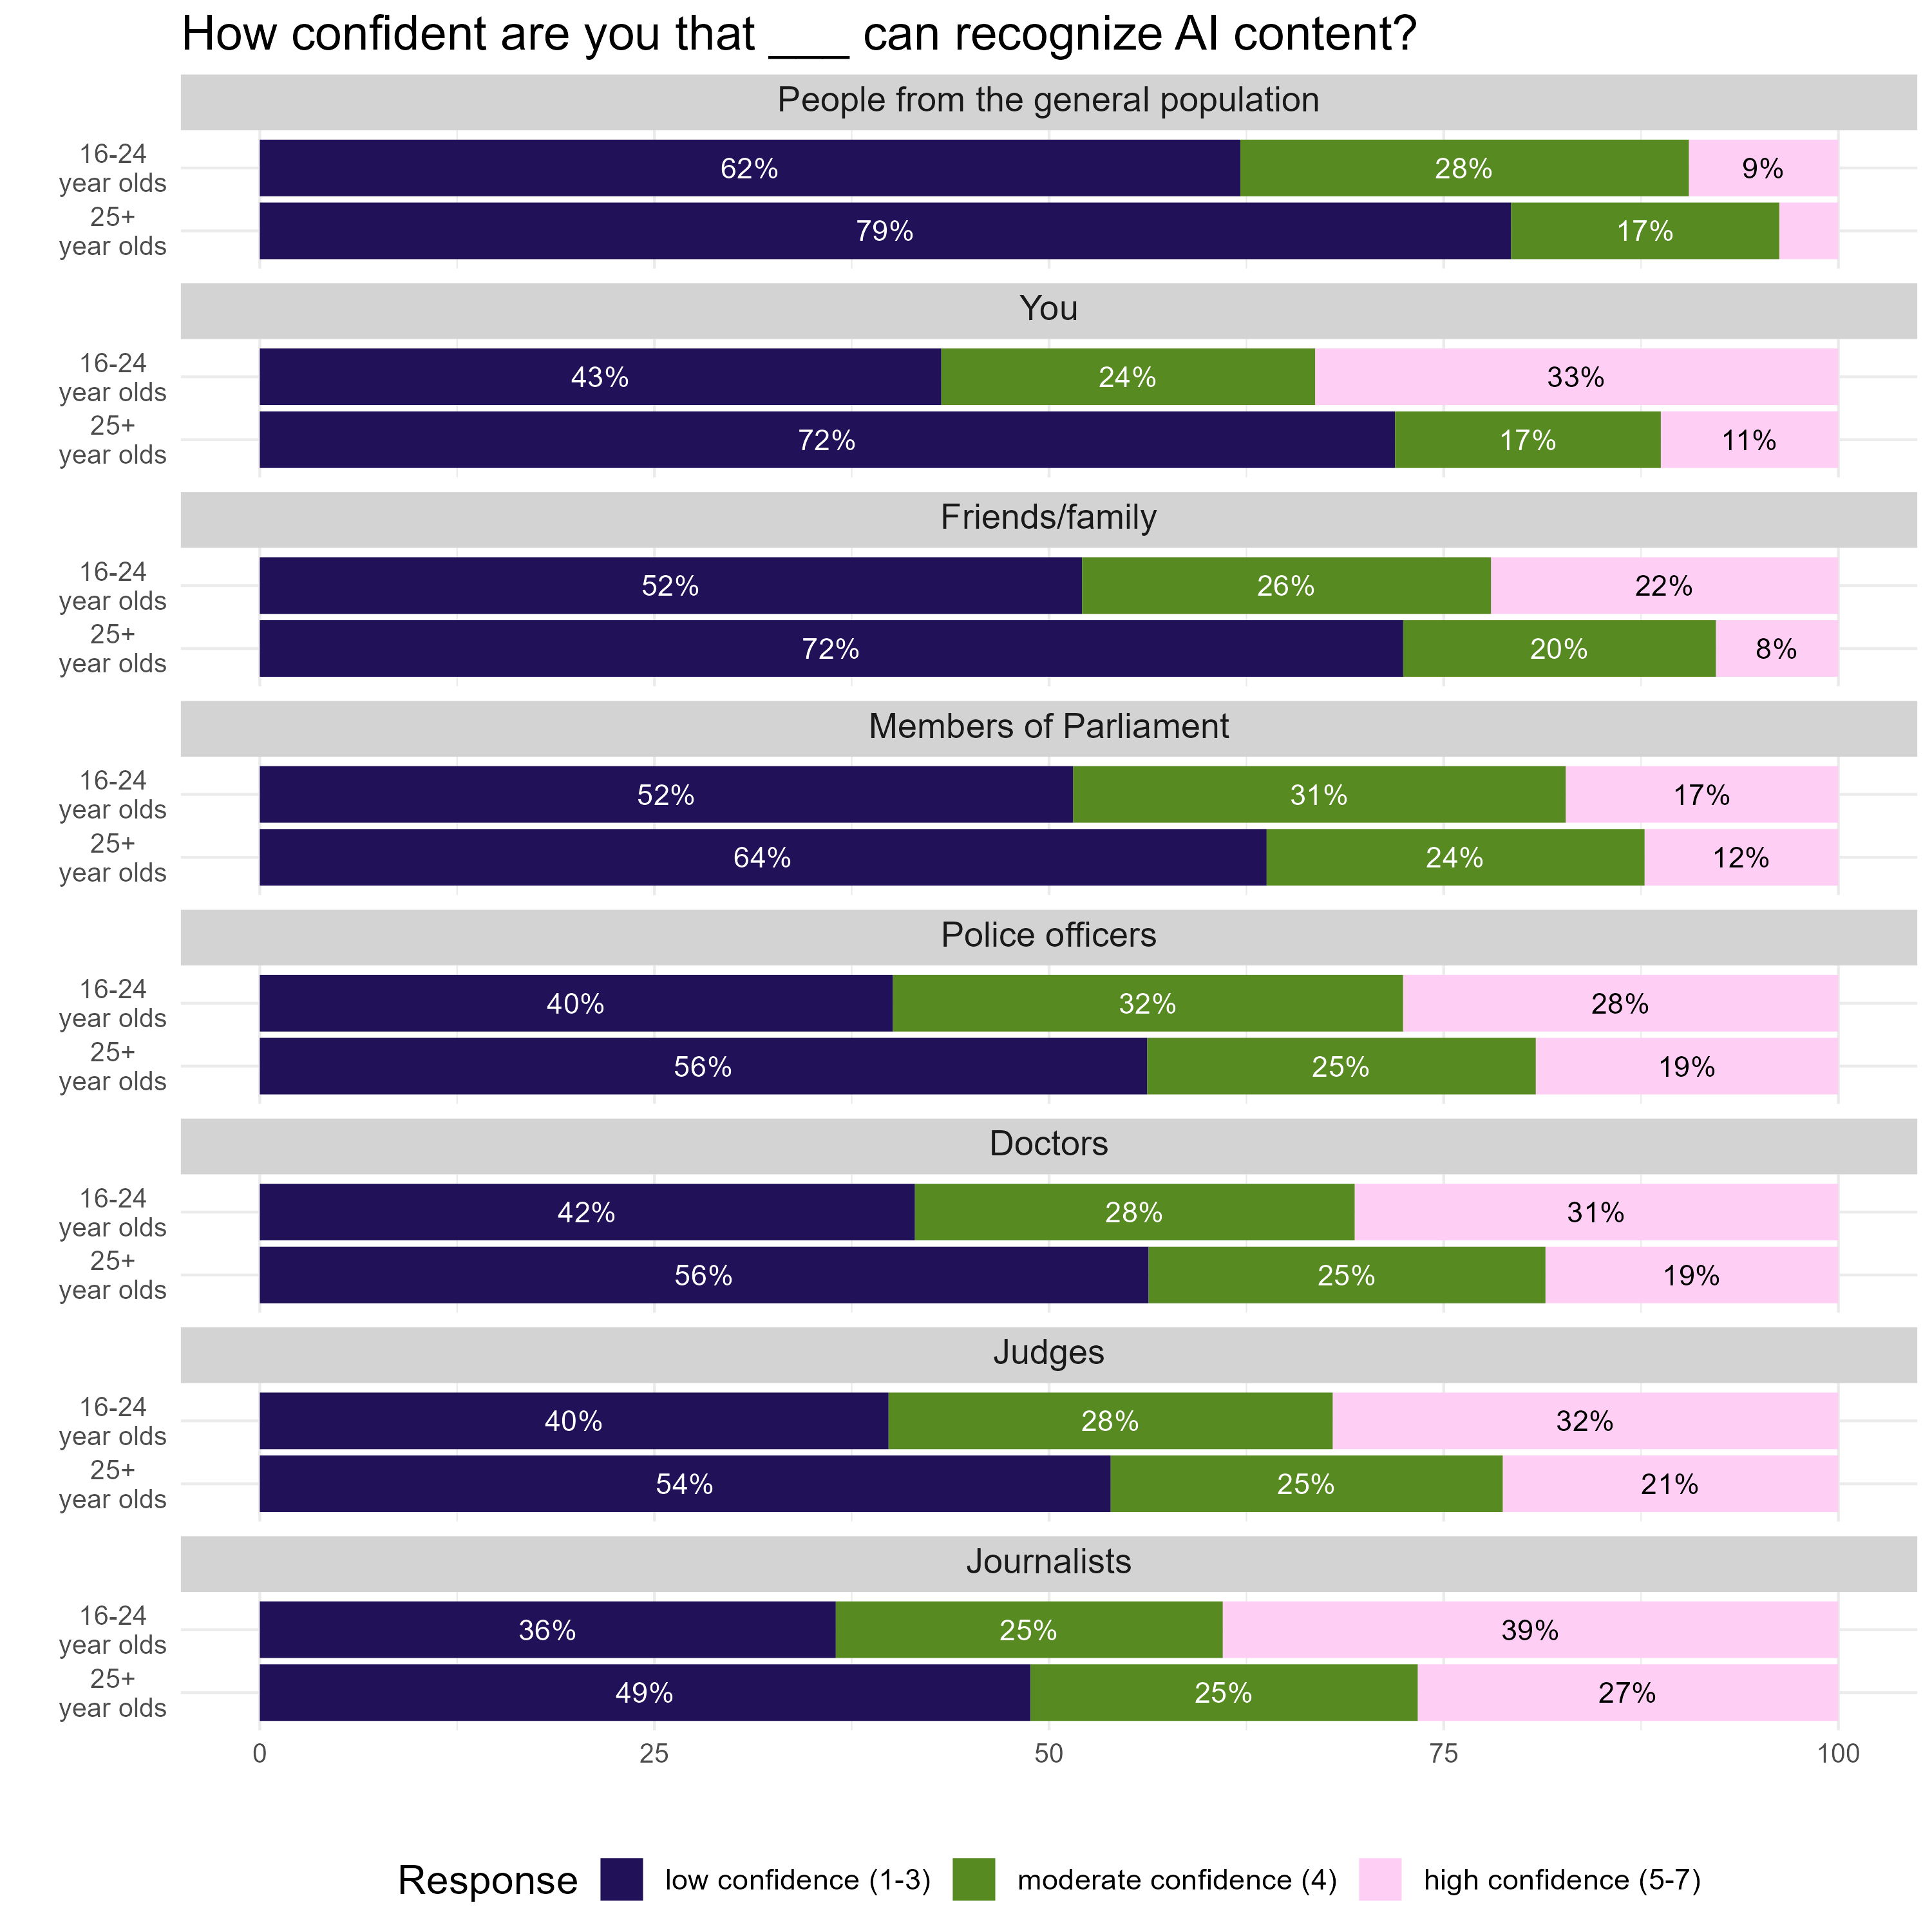 How confident are you that ___ can recognize AI content?
People from the general population
16-24
year olds
62% 28% 9%
25+
year olds
79% 17%
You
16-24
year olds
43% 24% 33%
25+
year olds
72% 17% 11%
Friends/family
16-24
year olds
52% 26% 22%
25+
year olds
72% 20% 8%
Members of Parliament
16-24
year olds
52% 31% 17%
25+
year olds
64% 24% 12%
Police officers
16-24
year olds
40% 32% 28%
25+
year olds
56% 25% 19%
Doctors
16-24
year olds
42% 28% 31%
25+
year olds
56% 25% 19%
Judges
16-24
year olds
40% 28% 32%
25+
year olds
54% 25% 21%
Journalists
16-24
year olds
36% 25% 39%
25+
year olds
49% 25% 27%
0 25 50 75 100
Response low confidence (1-3) moderate confidence (4) high confidence (5-7)